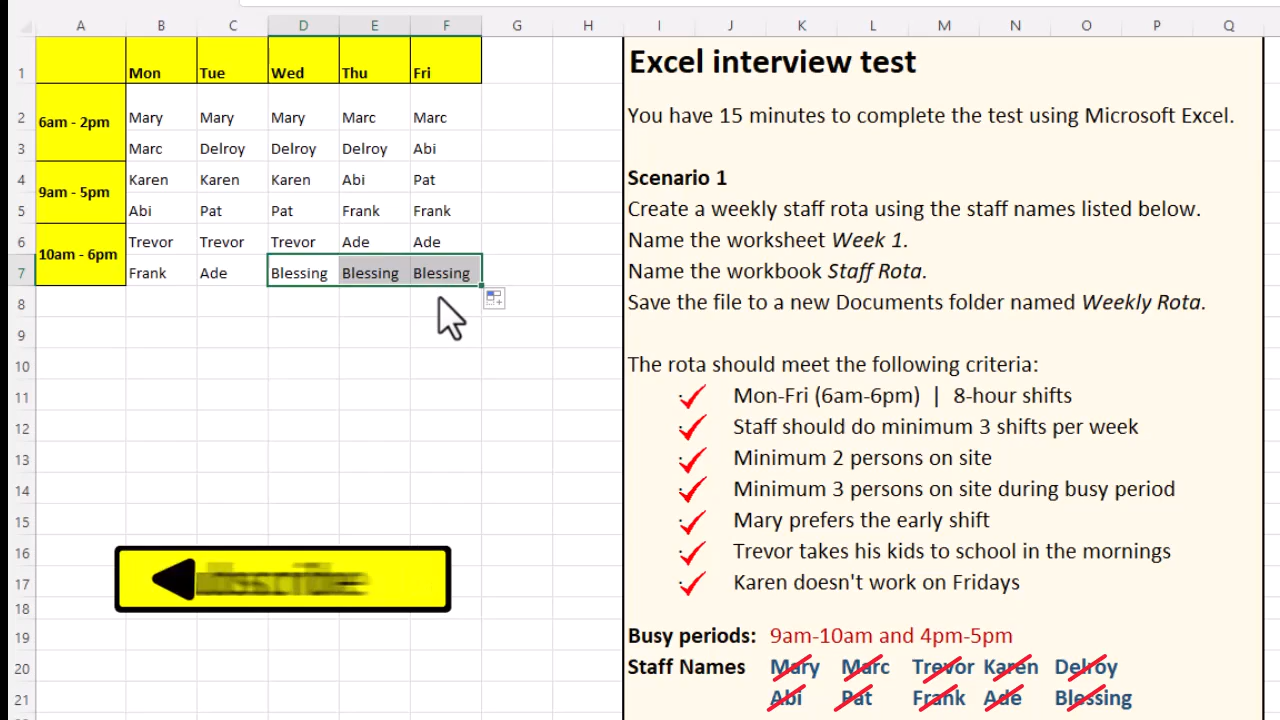 A B C D E F G H I J K L M N O P Q
1 Mon Tue Wed Thu Fri
6am - 2pm
2 Mary Mary Mary Marc Marc
3 Marc Delroy Delroy Delroy Abi
9am - 5pm
4 Karen Karen Karen Abi Pat
5 Abi Pat Pat Frank Frank
10am - 6pm
6 Trevor Trevor Trevor Ade Ade
7 Frank Ade Blessing Blessing Blessing
8
9
10
11
12
13
14
15
16
17
18
19
20
21
Excel interview test
You have 15 minutes to complete the test using Microsoft Excel.
Scenario 1
Create a weekly staff rota using the staff names listed below.
Name the worksheet Week 1.
Name the workbook Staff Rota.
Save the file to a new Documents folder named Weekly Rota.
The rota should meet the following criteria:
Mon-Fri (6am-6pm) | 8-hour shifts
Staff should do minimum 3 shifts per week
Minimum 2 persons on site
Minimum 3 persons on site during busy period
Mary prefers the early shift
Trevor takes his kids to school in the mornings
Karen doesn't work on Fridays
Busy periods: 9am-10am and 4pm-5pm
Staff Names Mary Marc Trevor Karen Delroy
Abi Pat Frank Ade Blessing